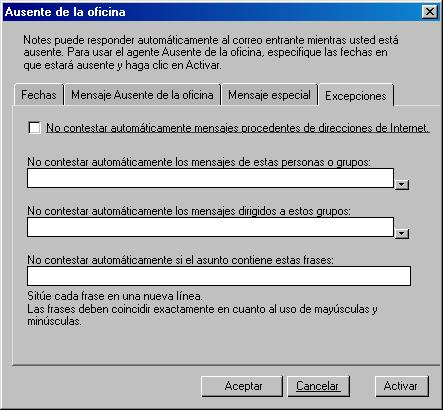 Ausente de la oficina
Notes puede responder automáticamente al correo entrante mientras usted está
ausente. Para usar el agente Ausente de la oficina, especifique las fechas en
que estará ausente y haga clic en Activar.
Fechas
Mensaje Ausente de la oficina
Mensaje especial
Excepciones
No contestar automáticamente mensajes procedentes de direcciones de Internet.
No contestar automáticamente los mensajes de estas personas o grupos:
No contestar automáticamente los mensajes dirigidos a estos grupos:
No contestar automáticamente si el asunto contiene estas frases:
Sitúe cada frase en una nueva línea.
Las frases deben coincidir exactamente en cuanto al uso de mayúsculas y
minúsculas.
Aceptar
Cancelar
Activar